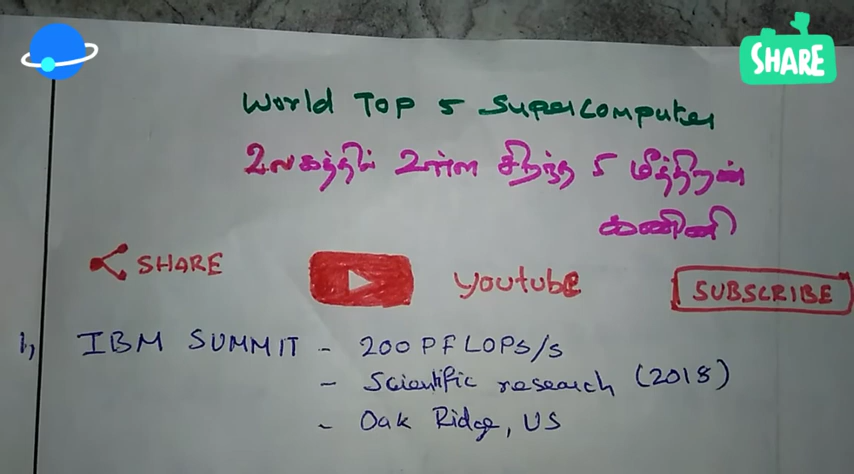 SHARE
World Top 5 Supercomputer
உலகத்தில் உள்ள சிறந்த 5 மீத்திறன்
கணினி
SHARE
youtube
SUBSCRIBE
1, IBM SUMMIT - 200 PFLOPS/s
- Scientific research (2018)
- Oak Ridge, US